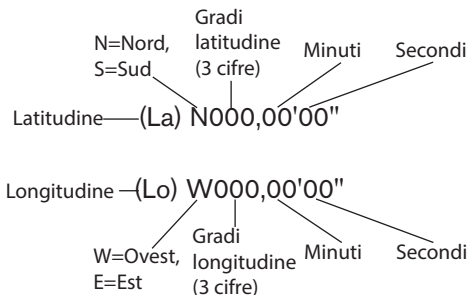 N=Nord,
S=Sud
Gradi
latitudine
(3 cifre)
Minuti
Secondi
Latitudine (La) N000,00'00"
Longitudine (Lo) W000,00'00"
W=Ovest,
E=Est
Gradi
longitudine
(3 cifre)
Minuti
Secondi